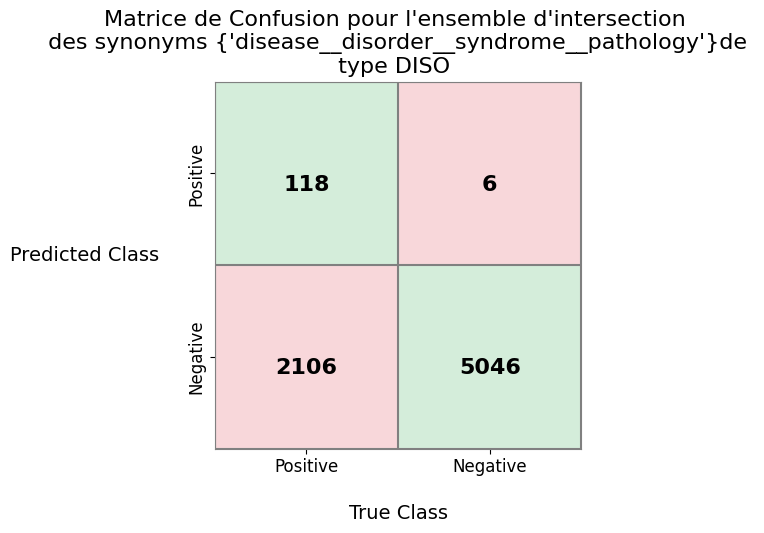 Matrice de Confusion pour l'ensemble d'intersection
des synonyms {'disease__disorder__syndrome__pathology'}de
type DISO
Positive
118
6
Predicted Class
Negative
2106
5046
Positive
Negative
True Class